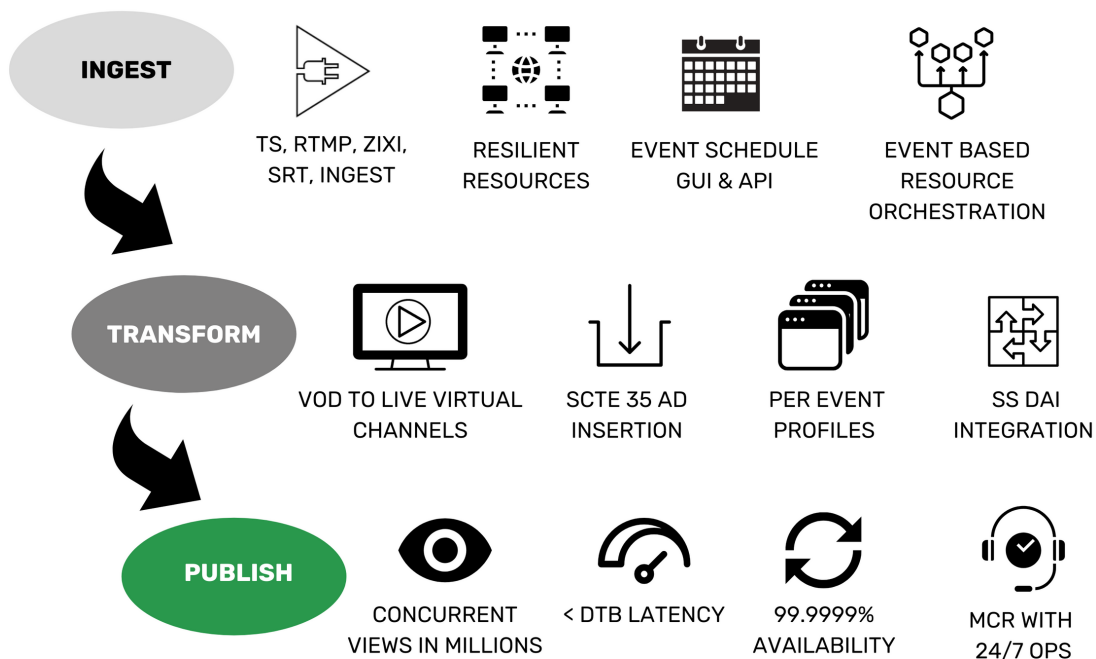 INGEST
TS, RTMP, ZIXI,
SRT, INGEST
RESILIENT
RESOURCES
EVENT SCHEDULE
GUI & API
EVENT BASED
RESOURCE
ORCHESTRATION
TRANSFORM
VOD TO LIVE VIRTUAL
CHANNELS
SCTE 35 AD
INSERTION
PER EVENT
PROFILES
SS DAI
INTEGRATION
PUBLISH
CONCURRENT
VIEWS IN MILLIONS
< DTB LATENCY
99.9999%
AVAILABILITY
MCR WITH
24/7 OPS